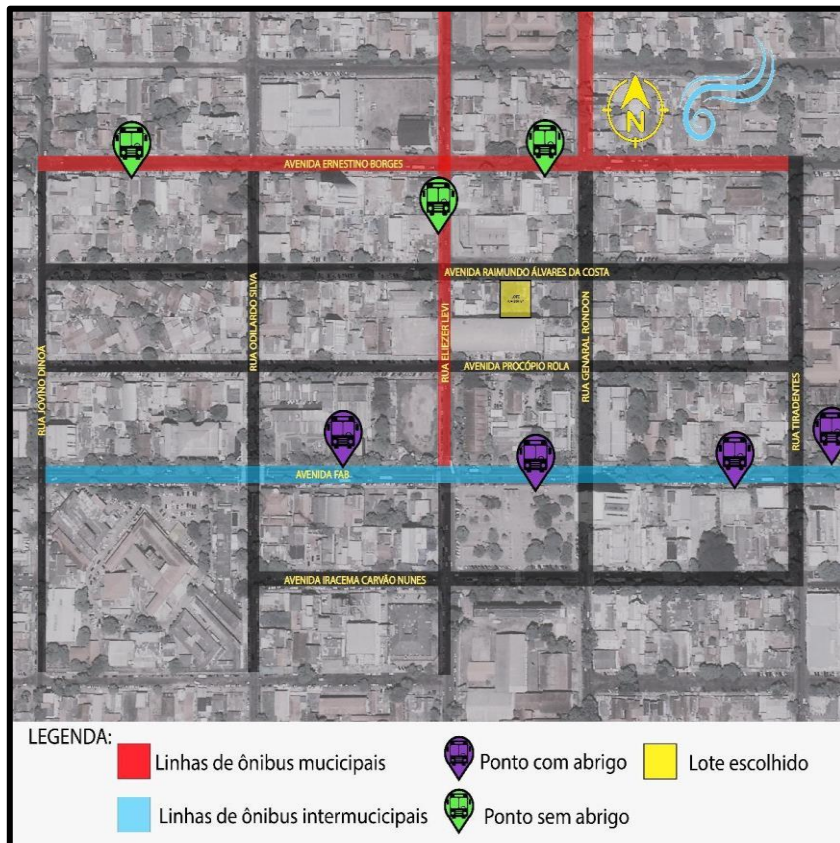 N
AVENIDA ERNESTINO BORGES
AVENIDA RAIMUNDO ÁLVARES DA COSTA
RUA ODILARDO SILVA
RUA ELIEZER LEVI
RUA GENARAL RONDON
AVENIDA PROCÓPIO ROLA
RUA JOVINO DINOÁ
RUA TIRADENTES
AVENIDA FAB
AVENIDA IRACEMA CARVÃO NUNES
LEGENDA:
Linhas de ônibus mucicipais
Ponto com abrigo
Lote escolhido
Linhas de ônibus intermucicipais
Ponto sem abrigo